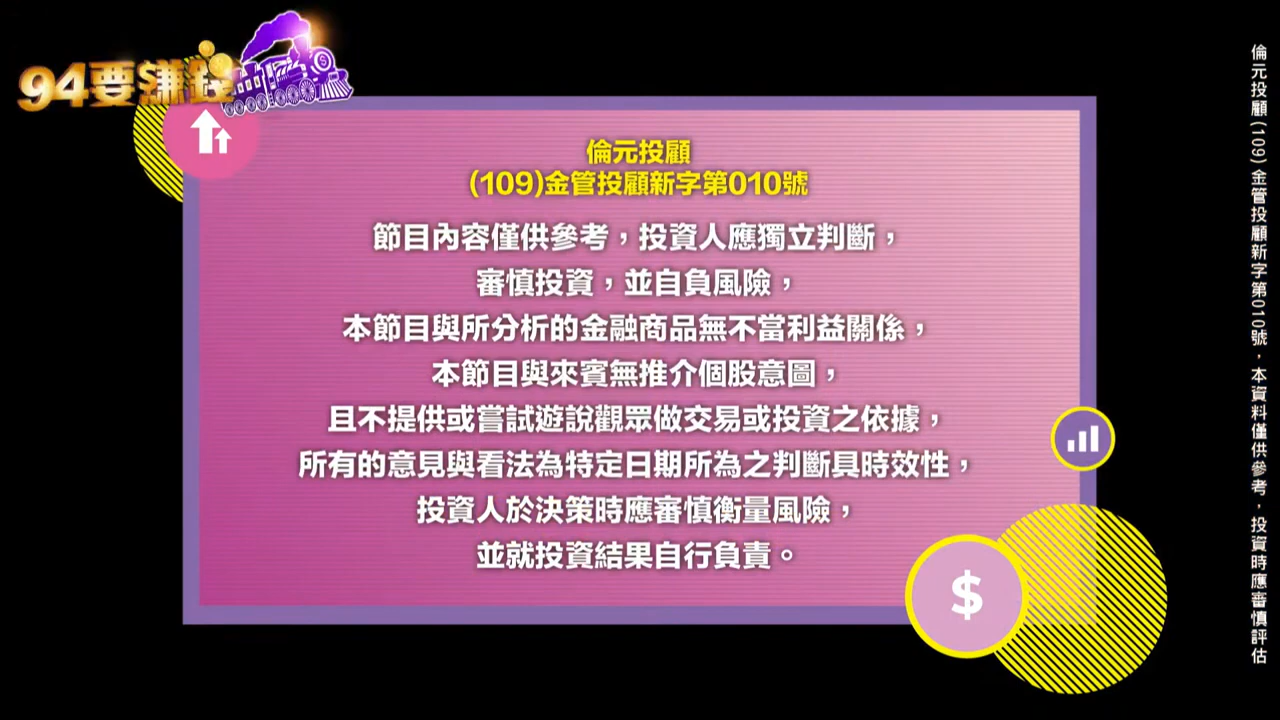 94要賺錢
倫元投顧
(109)金管投顧新字第010號
節目內容僅供參考，投資人應獨立判斷，
審慎投資，並自負風險，
本節目與所分析的金融商品無不當利益關係，
本節目與來賓無推介個股意圖，
且不提供或嘗試遊說觀眾做交易或投資之依據，
所有的意見與看法為特定日期所為之判斷具時效性，
投資人於決策時應審慎衡量風險，
並就投資結果自行負責。
$
倫元投顧(109)金管投顧新字第010號，本資料僅供參考，投資時應審慎評估